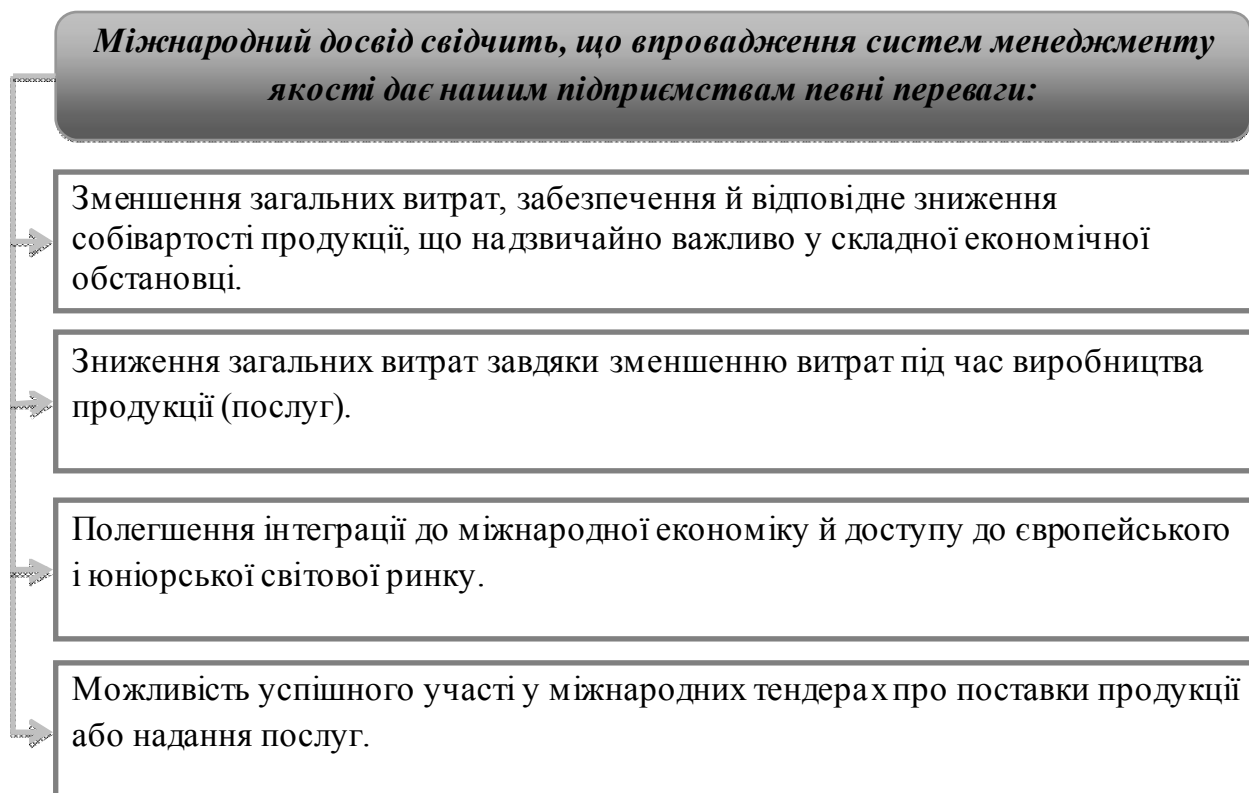 Міжнародний досвід свідчить, що впровадження систем менеджменту
якості дає нашим підприємствам певні переваги:
Зменшення загальних витрат, забезпечення й відповідне зниження
собівартості продукції, що надзвичайно важливо у складної економічної
обстановці.
Зниження загальних витрат завдяки зменшенню витрат під час виробництва
продукції (послуг).
Полегшення інтеграції до міжнародної економіку й доступу до європейського
і юніорської світової ринку.
Можливість успішного участі у міжнародних тендерах про поставки продукції
або надання послуг.